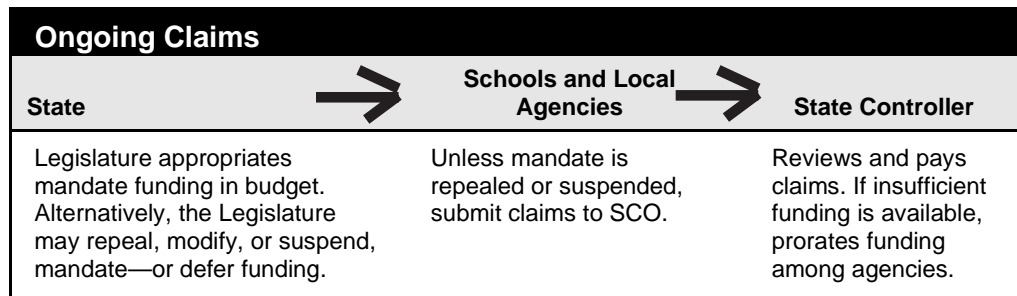 Ongoing Claims
State
Schools and Local
Agencies
State Controller
Legislature appropriates
mandate funding in budget.
Alternatively, the Legislature
may repeal, modify, or suspend,
mandate—or defer funding.
Unless mandate is
repealed or suspended,
submit claims to SCO.
Reviews and pays
claims. If insufficient
funding is available,
prorates funding
among agencies.